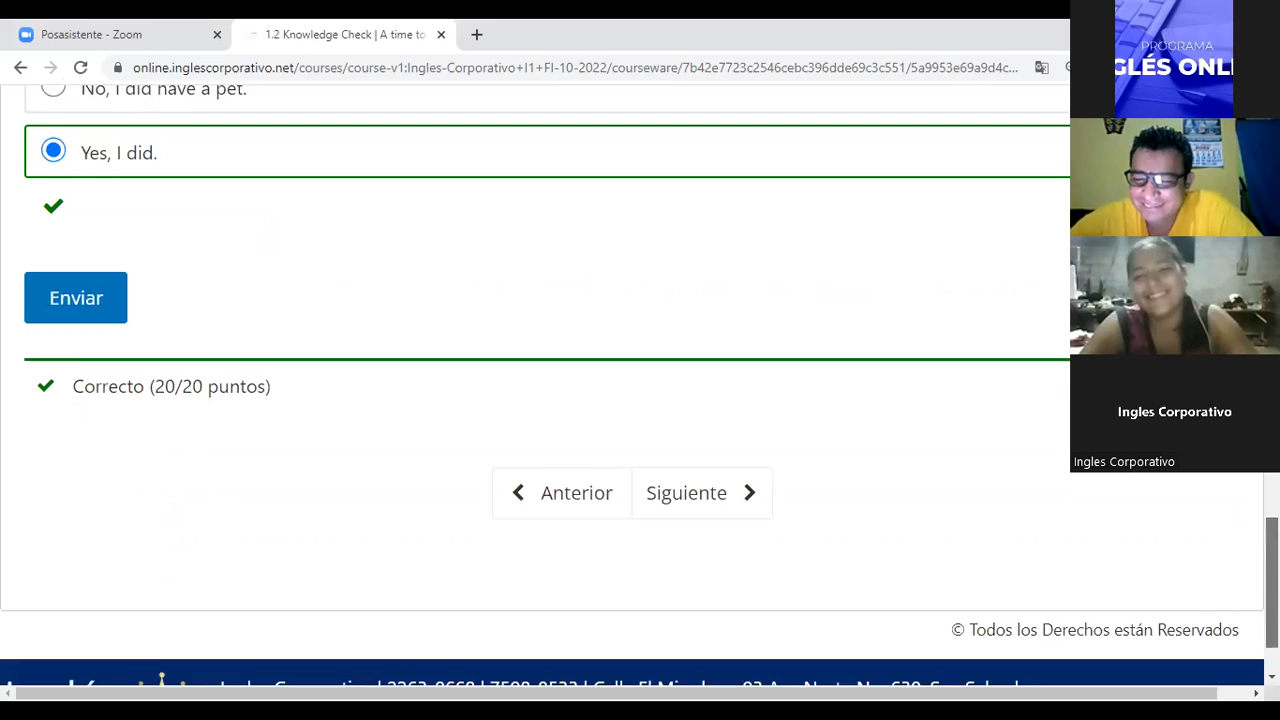 Posasistente - Zoom
1.2 Knowledge Check | A time to
online.inglescorporativo.net/courses/course-v1:Ingles-Corporativo+I1+FI-10-2022/courseware/7b42e7723c2546cebc396dde69c3c551/5a9953e69a9d4c...
PROGRAMA
GLÉS ONLI
No, I did have a pet.
Yes, I did.
Enviar
Correcto (20/20 puntos)
Ingles Corporativo
Ingles Corporativo
Anterior
Siguiente
© Todos los Derechos están Reservados